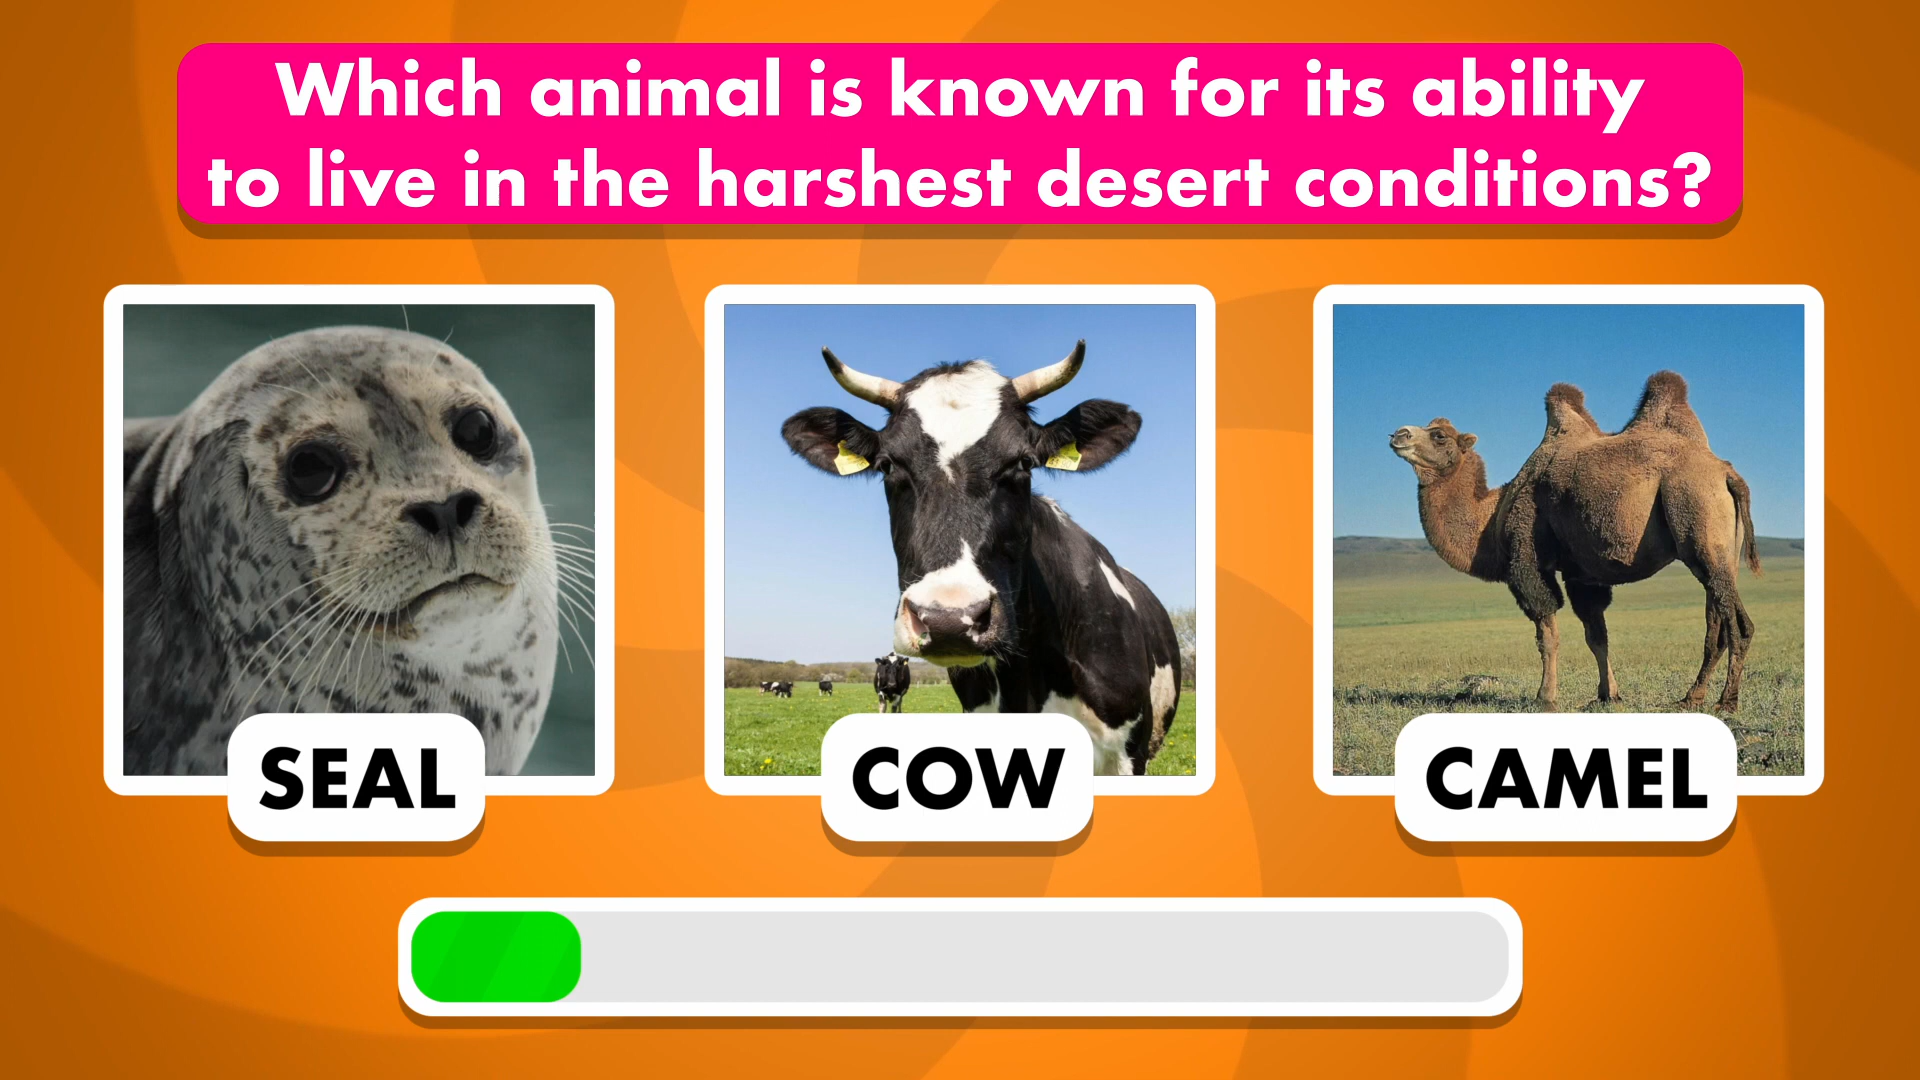 Which animal is known for its ability
to live in the harshest desert conditions?
SEAL
COW
CAMEL